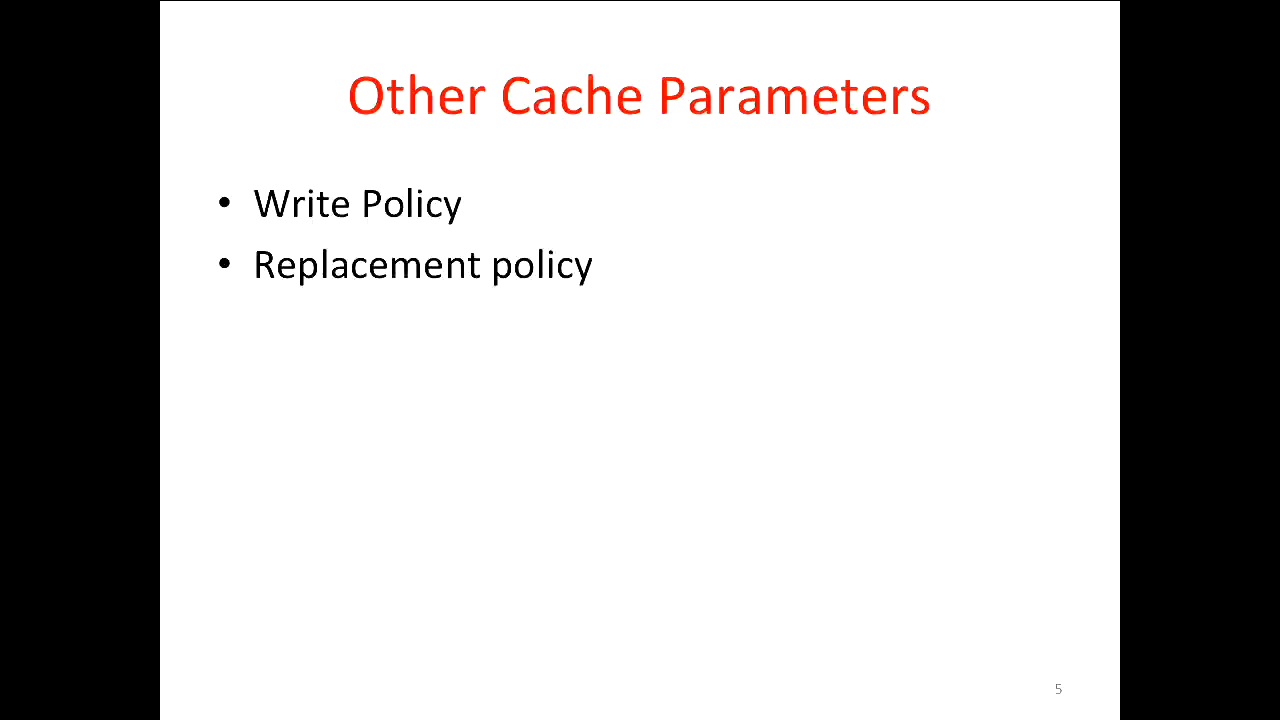 Other Cache Parameters
• Write Policy
• Replacement policy
5